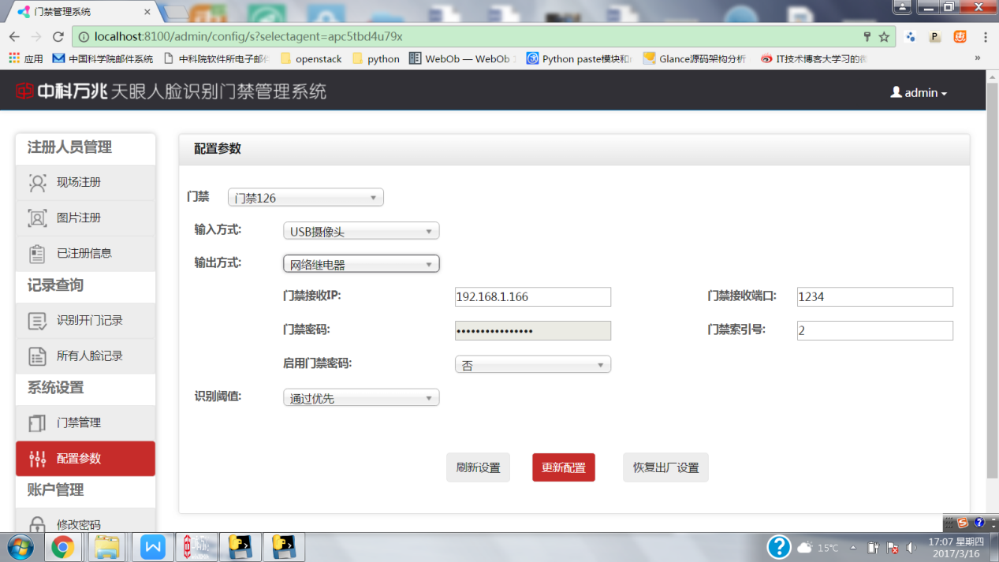 门禁管理系统
localhost:8100/admin/config/s?selectagent=apc5tbd4u79x
应用 中国科学院邮件系统 中科院软件所电子邮件 openstack python WebOb — WebOb Python paste模块和 Glance源码架构分析 IT技术博客大学习的
中科万兆 天眼人脸识别门禁管理系统
admin
注册人员管理
现场注册
图片注册
已注册信息
记录查询
识别开门记录
所有人脸记录
系统设置
门禁管理
配置参数
账户管理
修改密码
配置参数
门禁 门禁126
输入方式: USB摄像头
输出方式: 网络继电器
门禁接收IP: 192.168.1.166 门禁接收端口: 1234
门禁密码: •••••••••••••••• 门禁索引号: 2
启用门禁密码: 否
识别阈值: 通过优先
刷新设置 更新配置 恢复出厂设置
15℃
17:07 星期四
2017/3/16